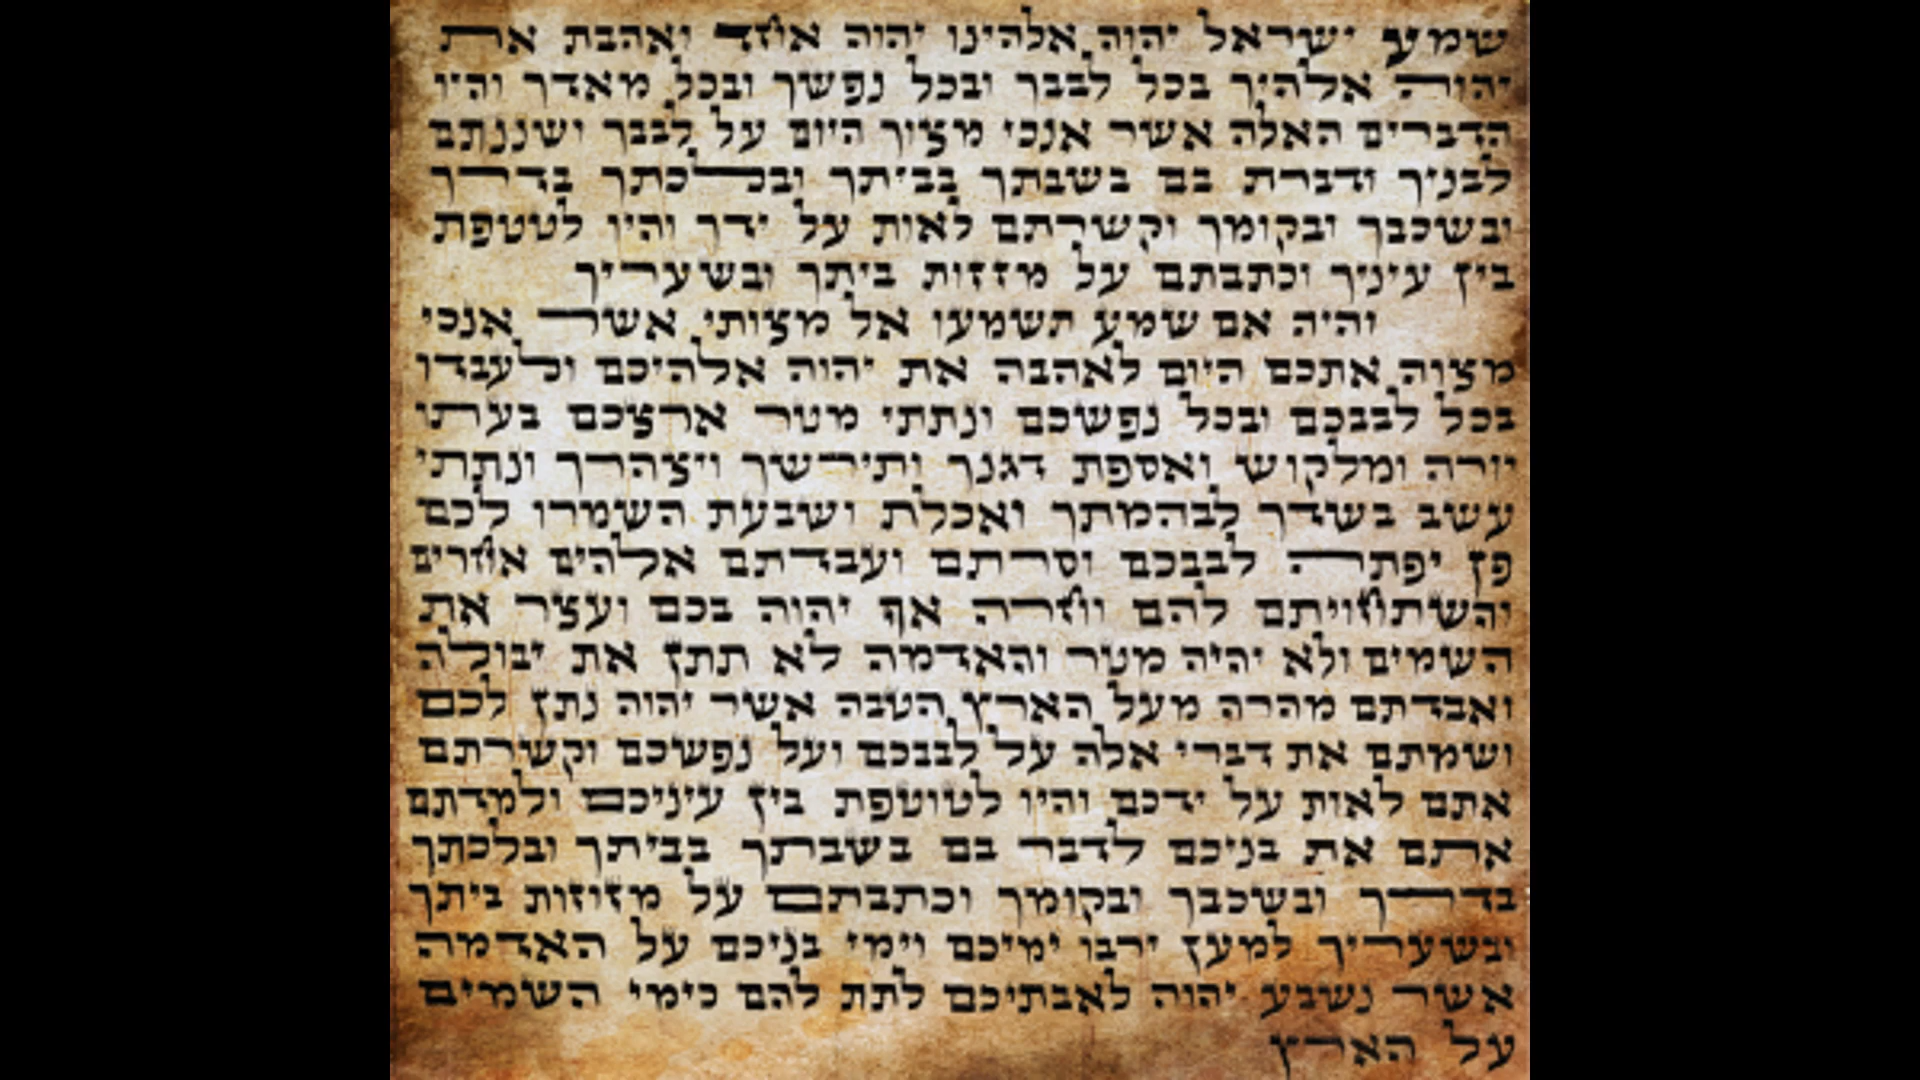 שמע ישראל יהוה אלהינו יהוה אחד ואהבת את
יהוה אלהיך בכל לבבך ובכל נפשך ובכל מאדך והיו
הדברים האלה אשר אנכי מצוך היום על לבבך ושננתם
לבניך ודברת בם בשבתך בביתך ובלכתך בדרך
ובשכבך ובקומך וקשרתם לאות על ידך והיו לטטפת
בין עיניך וכתבתם על מזזות ביתך ובשעריך
והיה אם שמע תשמעו אל מצותי אשר אנכי
מצוה אתכם היום לאהבה את יהוה אלהיכם ולעבדו
בכל לבבכם ובכל נפשכם ונתתי מטר ארצכם בעתו
יורה ומלקוש ואספת דגנך ותירשך ויצהרך ונתתי
עשב בשדך לבהמתך ואכלת ושבעת השמרו לכם
פן יפתה לבבכם וסרתם ועבדתם אלהים אחרים
והשתחויתם להם וחרה אף יהוה בכם ועצר את
השמים ולא יהיה מטר והאדמה לא תתן את יבולה
ואבדתם מהרה מעל הארץ הטבה אשר יהוה נתן לכם
ושמתם את דברי אלה על לבבכם ועל נפשכם וקשרתם
אתם לאות על ידכם והיו לטוטפת בין עיניכם ולמדתם
אתם את בניכם לדבר בם בשבתך בביתך ובלכתך
בדרך ובשכבך ובקומך וכתבתם על מזוזות ביתך
ובשעריך למען ירבו ימיכם וימי בניכם על האדמה
אשר נשבע יהוה לאבתיכם לתת להם כימי השמים
על הארץ